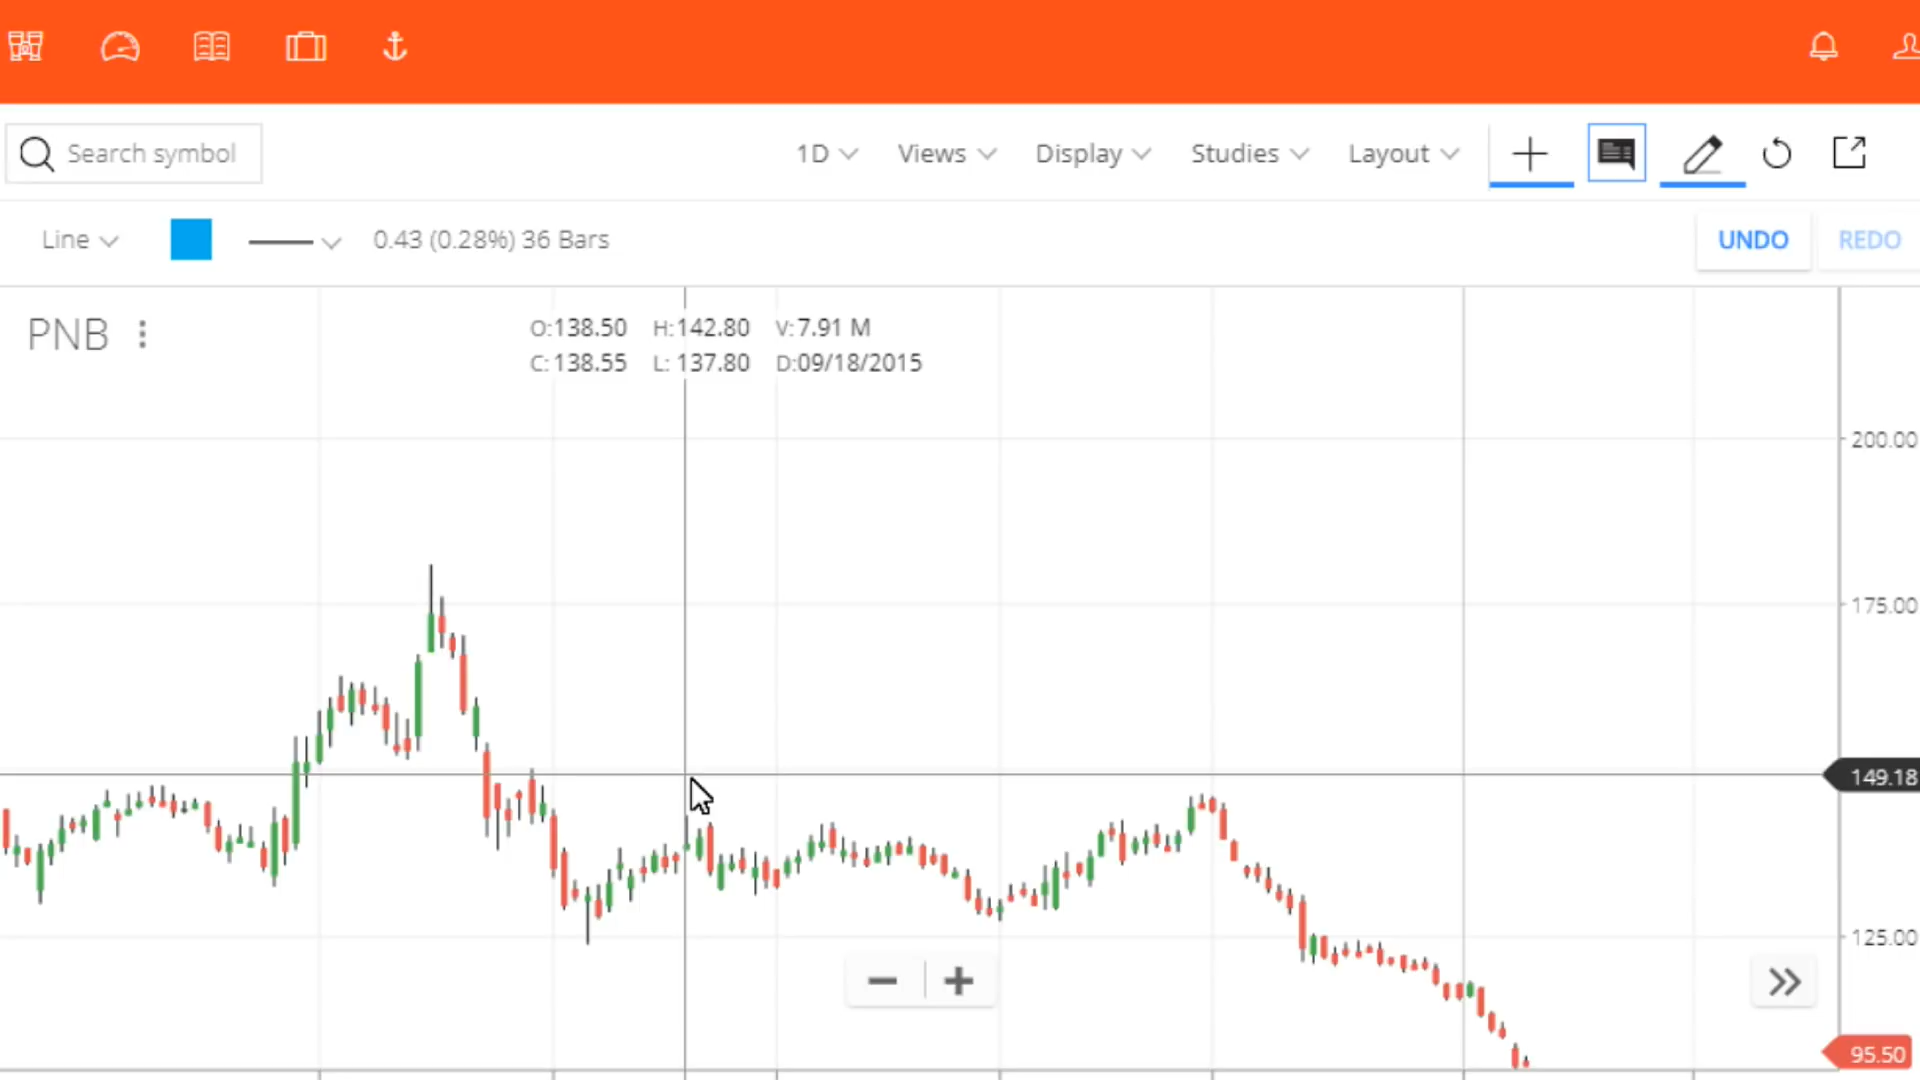 Search symbol
1D Views Display Studies Layout
Line 0.43 (0.28%) 36 Bars UNDO REDO
PNB
O:138.50 H:142.80 V:7.91 M
C:138.55 L:137.80 D:09/18/2015
200.00
175.00
149.18
125.00
95.50